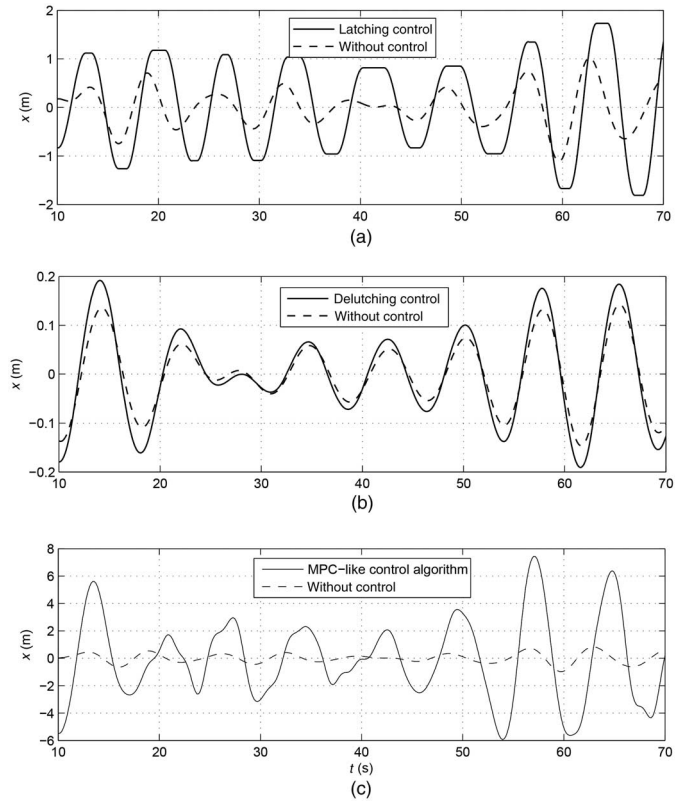 2
1
0
−1
−2
x (m)
Latching control
Without control
10 20 30 40 50 60 70
(a)
0.2
0.1
0
−0.1
−0.2
x (m)
Delutching control
Without control
10 20 30 40 50 60 70
(b)
8
6
4
2
0
−2
−4
−6
x (m)
MPC−like control algorithm
Without control
10 20 30 40 50 60 70
t (s)
(c)